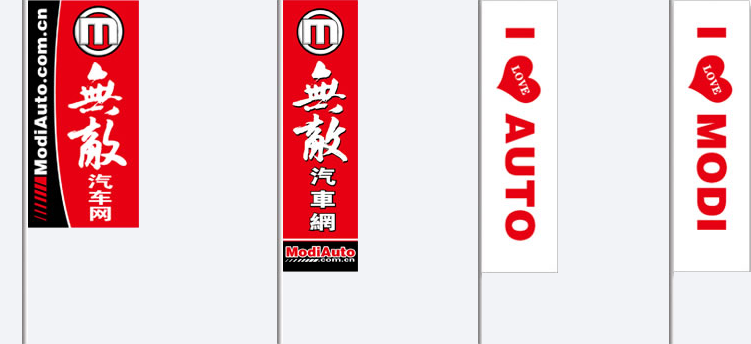 ModiAuto.com.cn
無敵
汽车网
無敵
汽車網
ModiAuto
.com.cn
I
LOVE
AUTO
I
LOVE
MODI